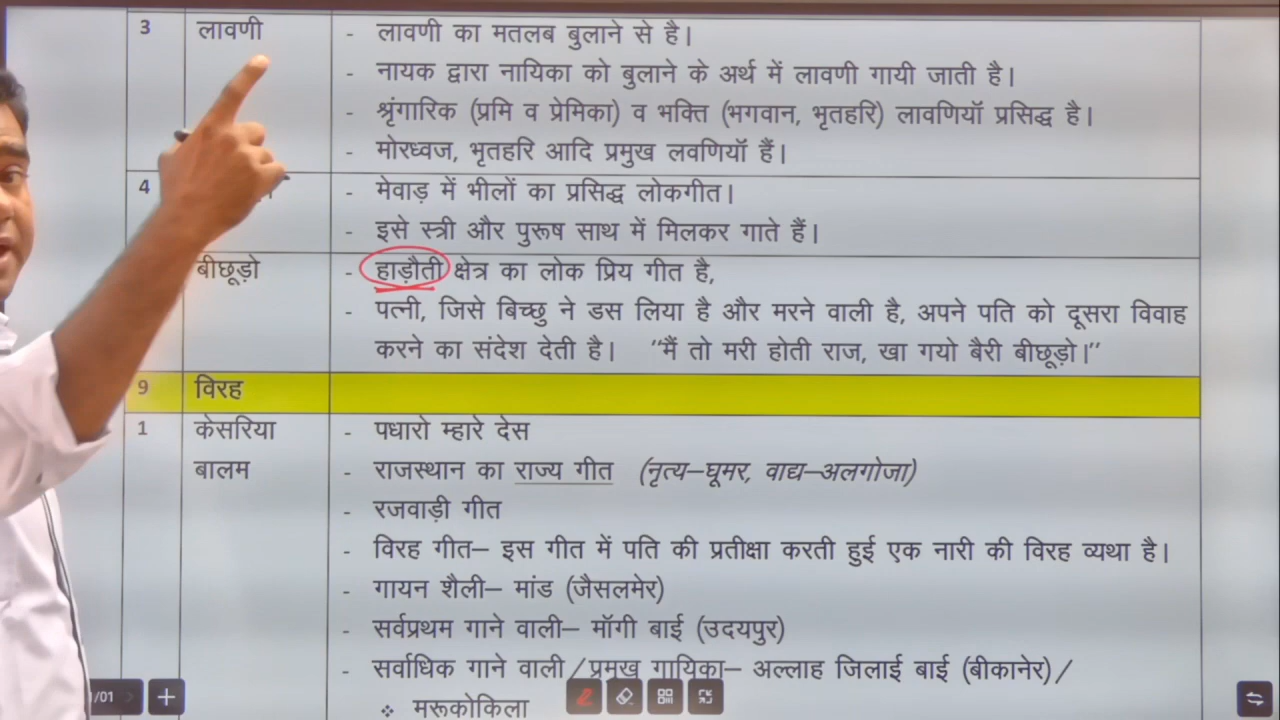 3 लावणी - लावणी का मतलब बुलाने से है।
- नायक द्वारा नायिका को बुलाने के अर्थ में लावणी गायी जाती है।
- श्रृंगारिक (प्रमि व प्रेमिका) व भक्ति (भगवान, भृतहरि) लावणियॉ प्रसिद्ध है।
- मोरध्वज, भृतहरि आदि प्रमुख लवणियॉ हैं।
4 - मेवाड़ में भीलों का प्रसिद्ध लोकगीत।
- इसे स्त्री और पुरूष साथ में मिलकर गाते हैं।
बीछूड़ो - हाड़ौती क्षेत्र का लोक प्रिय गीत है,
- पत्नी, जिसे बिच्छु ने डस लिया है और मरने वाली है, अपने पति को दूसरा विवाह
करने का संदेश देती है। "मैं तो मरी होती राज, खा गयो बैरी बीछूड़ो।"
9 विरह
1 केसरिया - पधारो म्हारे देस
बालम - राजस्थान का राज्य गीत (नृत्य–घूमर, वाद्य–अलगोजा)
- रजवाड़ी गीत
- विरह गीत– इस गीत में पति की प्रतीक्षा करती हुई एक नारी की विरह व्यथा है।
- गायन शैली– मांड (जैसलमेर)
- सर्वप्रथम गाने वाली– मॉगी बाई (उदयपुर)
- सर्वाधिक गाने वाली/प्रमुख गायिका– अल्लाह जिलाई बाई (बीकानेर)/
❖ मरूकोकिला
/01